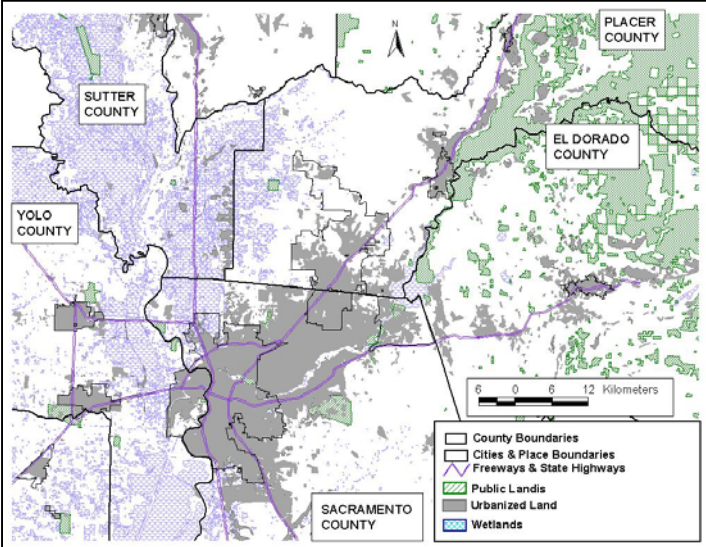 PLACER
COUNTY
N
SUTTER
COUNTY
EL DORADO
COUNTY
YOLO
COUNTY
6 0 6 12 Kilometers
County Boundaries
Cities & Place Boundaries
Freeways & State Highways
Public Landis
Urbanized Land
Wetlands
SACRAMENTO
COUNTY